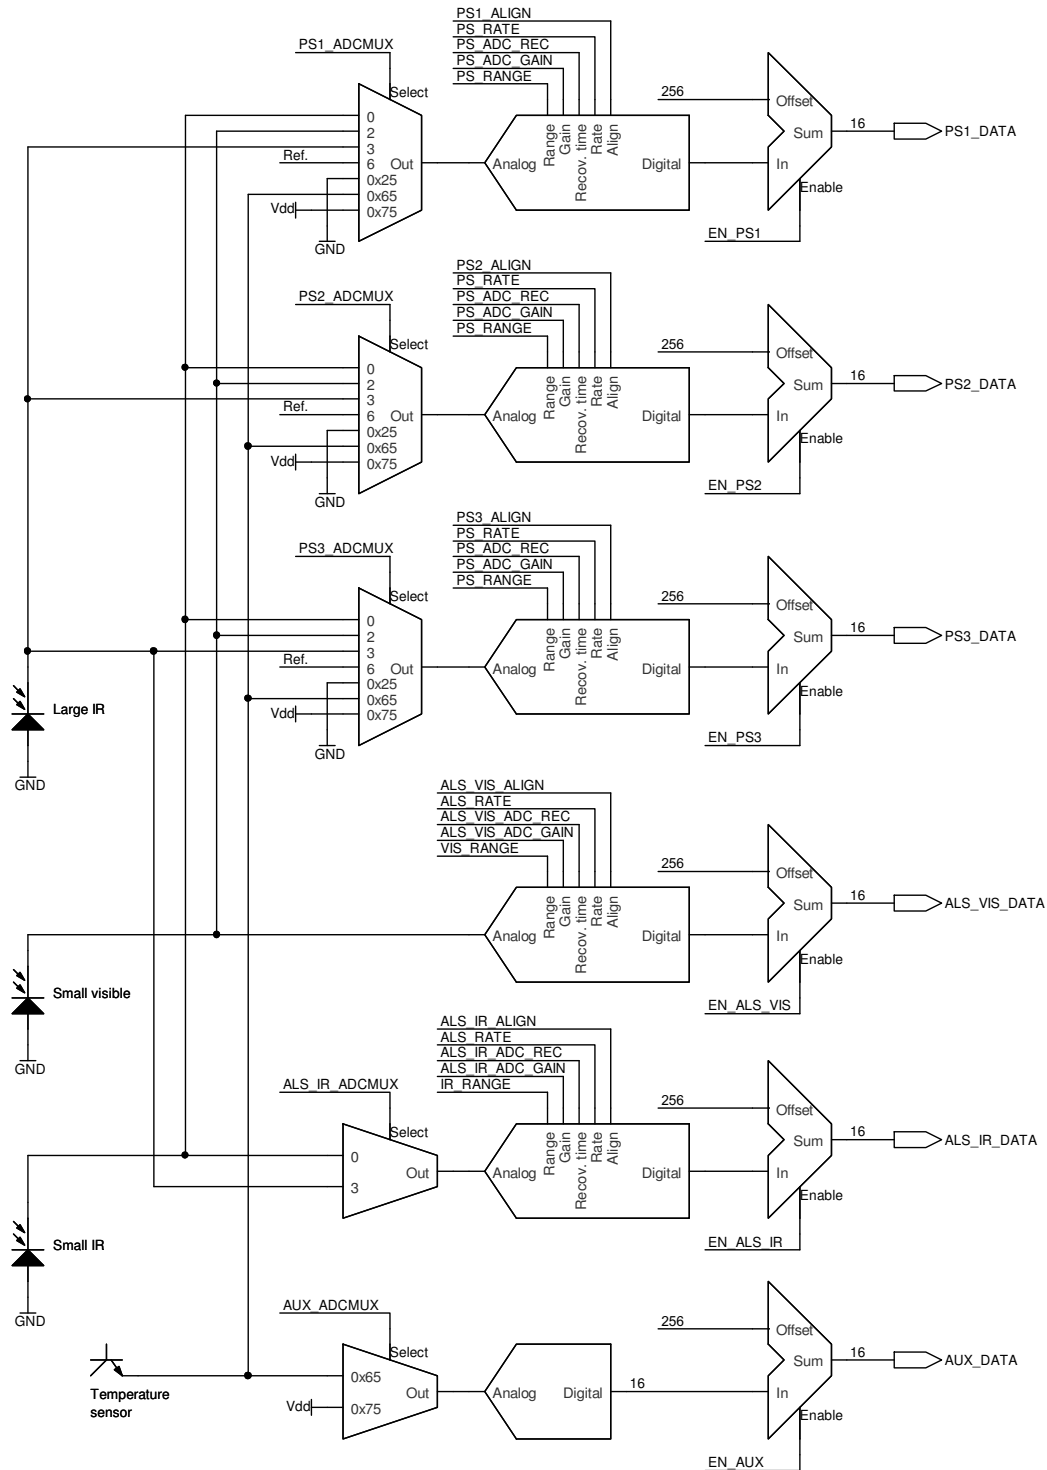 PS1_ALIGN
PS_RATE
PS1_ADCMUX PS_ADC_REC
PS_ADC_GAIN
PS_RANGE
Select 256 Offset
0
2 Range Gain Recov. time Rate Align Sum 16 PS1_DATA
3
Ref. 6 Out Analog Digital In
0x25
0x65 Enable
Vdd 0x75
GND EN_PS1
PS2_ALIGN
PS_RATE
PS2_ADCMUX PS_ADC_REC
PS_ADC_GAIN
PS_RANGE
Select 256 Offset
0
2 Range Gain Recov. time Rate Align Sum 16 PS2_DATA
3
Ref. 6 Out Analog Digital In
0x25
0x65 Enable
Vdd 0x75
GND EN_PS2
PS3_ALIGN
PS_RATE
PS3_ADCMUX PS_ADC_REC
PS_ADC_GAIN
PS_RANGE
Select 256 Offset
0
2 Range Gain Recov. time Rate Align Sum 16 PS3_DATA
3
Ref. 6 Out Analog Digital In
0x25
0x65 Enable
Large IR Vdd 0x75
GND EN_PS3
GND
ALS_VIS_ALIGN
ALS_RATE
ALS_VIS_ADC_REC
ALS_VIS_ADC_GAIN
VIS_RANGE
256 Offset
Range Gain Recov. time Rate Align Sum 16 ALS_VIS_DATA
Analog Digital In
Enable
Small visible EN_ALS_VIS
GND
ALS_IR_ALIGN
ALS_RATE
ALS_IR_ADC_REC
ALS_IR_ADC_GAIN
ALS_IR_ADCMUX IR_RANGE
256 Offset
Select
0 Range Gain Recov. time Rate Align Sum 16 ALS_IR_DATA
Out Analog Digital In
3
Enable
Small IR EN_ALS_IR
GND
AUX_ADCMUX
256 Offset
Select
0x65 Sum 16 AUX_DATA
Out Analog Digital 16 In
Vdd 0x75
Enable
Temperature
sensor
EN_AUX